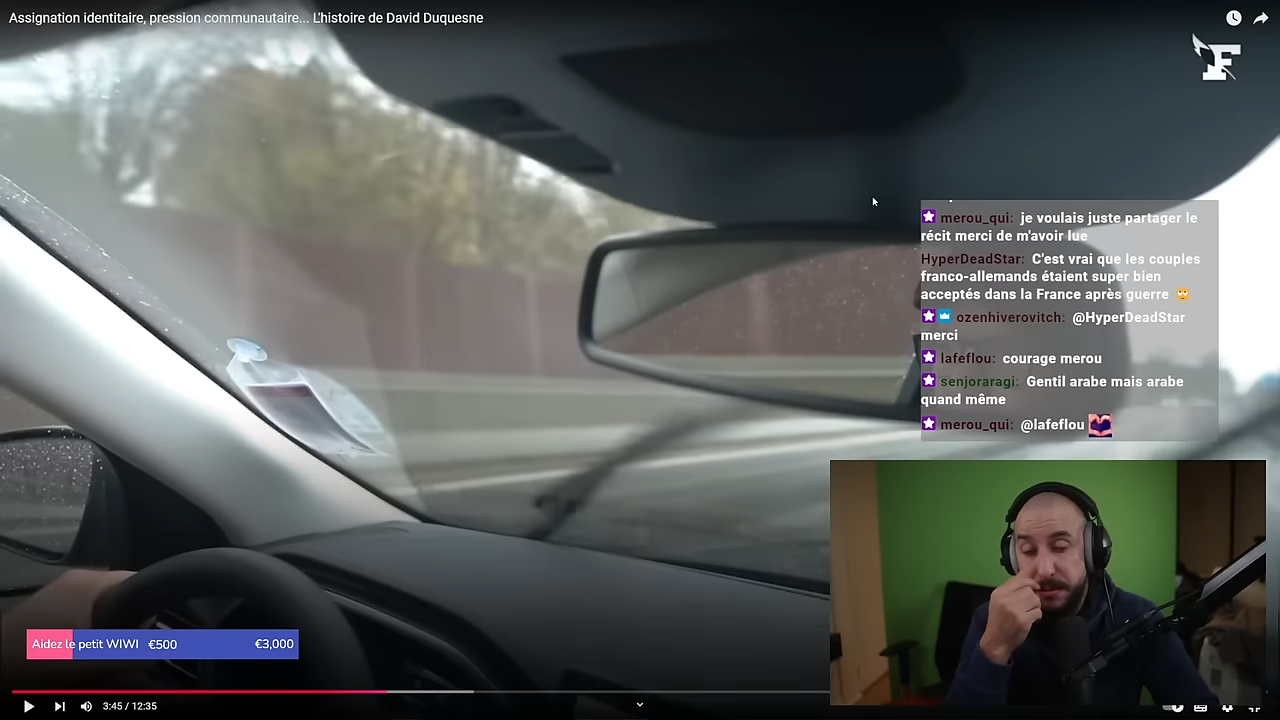 Assignation identitaire, pression communautaire... L'histoire de David Duquesne
F
merou_qui: je voulais juste partager le
récit merci de m'avoir lue
HyperDeadStar: C'est vrai que les couples
franco-allemands étaient super bien
acceptés dans la France après guerre 🙄
ozenhiverovitch: @HyperDeadStar
merci
lafeflou: courage merou
senjoraragi: Gentil arabe mais arabe
quand même
merou_qui: @lafeflou
Aidez le petit WIWI €500 €3,000
3:45 / 12:35